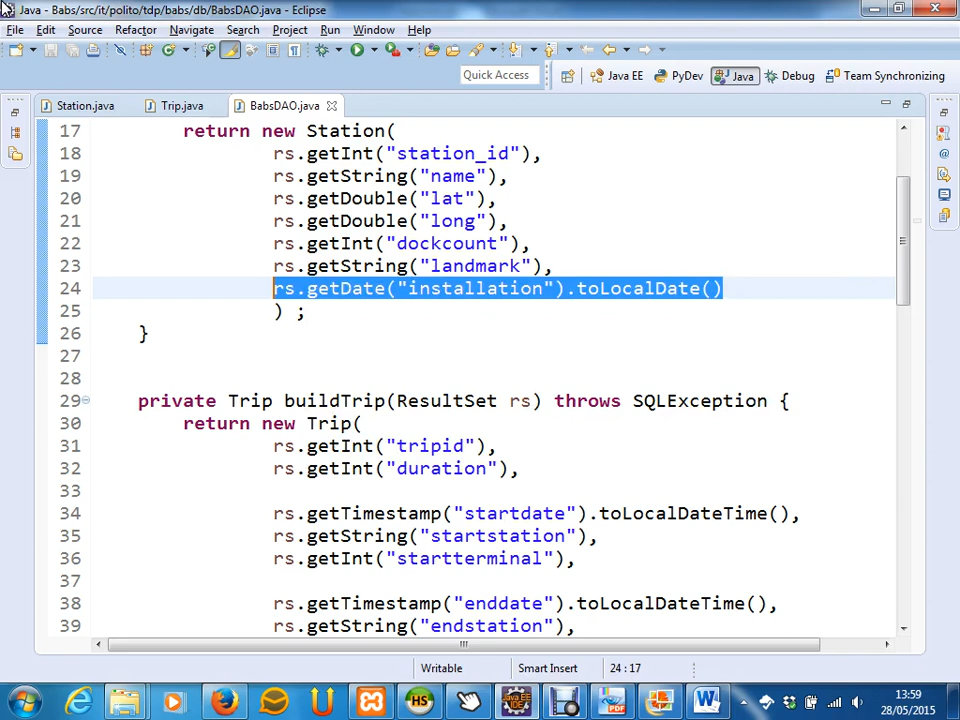 Java - Babs/src/it/polito/tdp/babs/db/BabsDAO.java - Eclipse
File Edit Source Refactor Navigate Search Project Run Window Help
Quick Access Java EE PyDev Java Debug Team Synchronizing
Station.java Trip.java BabsDAO.java
17 return new Station(
18 rs.getInt("station_id"),
19 rs.getString("name"),
20 rs.getDouble("lat"),
21 rs.getDouble("long"),
22 rs.getInt("dockcount"),
23 rs.getString("landmark"),
24 rs.getDate("installation").toLocalDate()
25 ) ;
26 }
27
28
29 private Trip buildTrip(ResultSet rs) throws SQLException {
30 return new Trip(
31 rs.getInt("tripid"),
32 rs.getInt("duration"),
33
34 rs.getTimestamp("startdate").toLocalDateTime(),
35 rs.getString("startstation"),
36 rs.getInt("startterminal"),
37
38 rs.getTimestamp("enddate").toLocalDateTime(),
39 rs.getString("endstation"),
Writable Smart Insert 24 : 17
13:59
28/05/2015